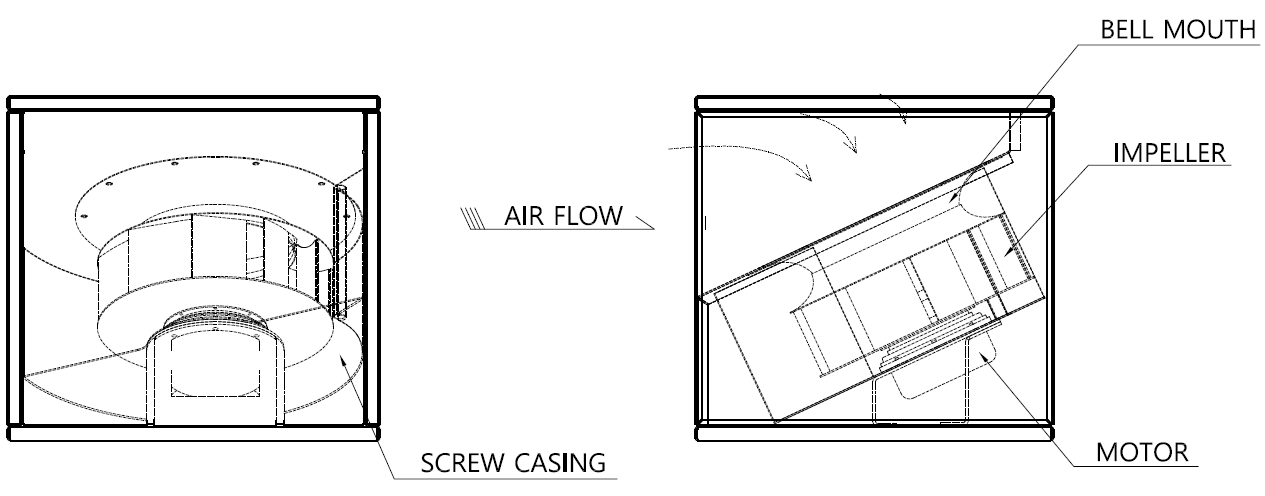 BELL MOUTH
IMPELLER
AIR FLOW
MOTOR
SCREW CASING